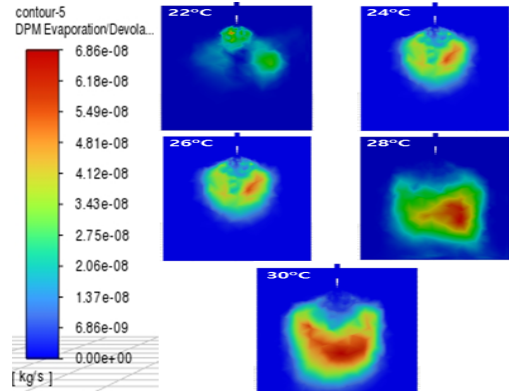 contour-5
DPM Evaporation/Devola...
6.86e-08
6.18e-08
5.49e-08
4.81e-08
4.12e-08
3.43e-08
2.75e-08
2.06e-08
1.37e-08
6.86e-09
0.00e+00
[ kg/s ]
22°C
24°C
26°C
28°C
30°C